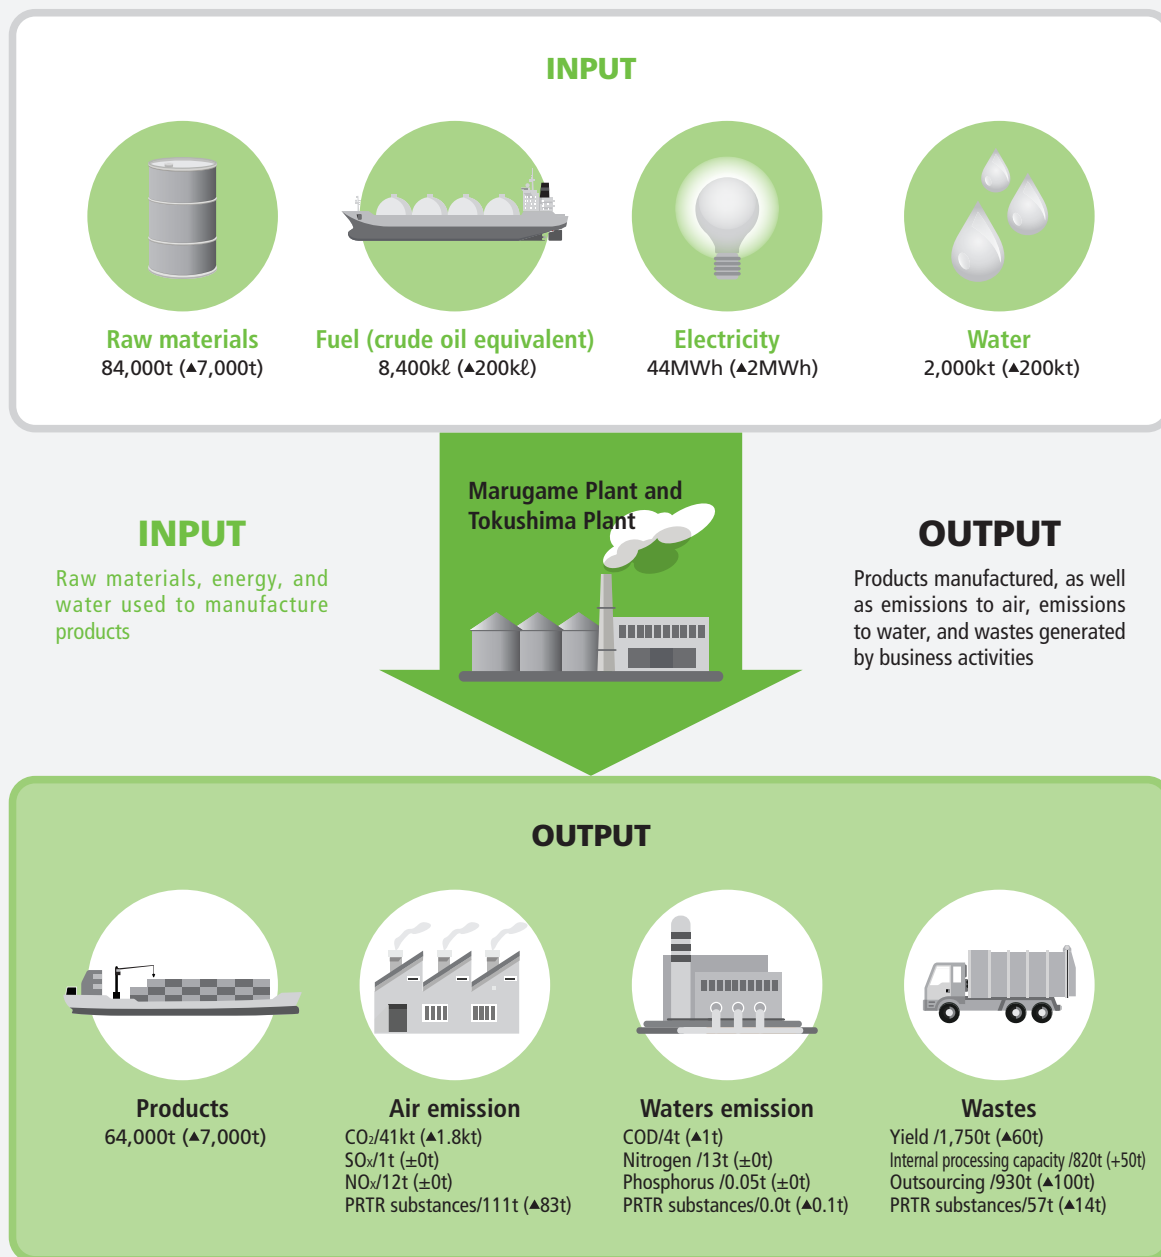 INPUT
Raw materials
84,000t (▲7,000t)
Fuel (crude oil equivalent)
8,400kℓ (▲200kℓ)
Electricity
44MWh (▲2MWh)
Water
2,000kt (▲200kt)
Marugame Plant and
Tokushima Plant
INPUT
Raw materials, energy, and
water used to manufacture
products
OUTPUT
Products manufactured, as well
as emissions to air, emissions
to water, and wastes generated
by business activities
OUTPUT
Products
64,000t (▲7,000t)
Air emission
CO₂/41kt (▲1.8kt)
SOx/1t (±0t)
NOx/12t (±0t)
PRTR substances/111t (▲83t)
Waters emission
COD/4t (▲1t)
Nitrogen /13t (±0t)
Phosphorus /0.05t (±0t)
PRTR substances/0.0t (▲0.1t)
Wastes
Yield /1,750t (▲60t)
Internal processing capacity /820t (+50t)
Outsourcing /930t (▲100t)
PRTR substances/57t (▲14t)